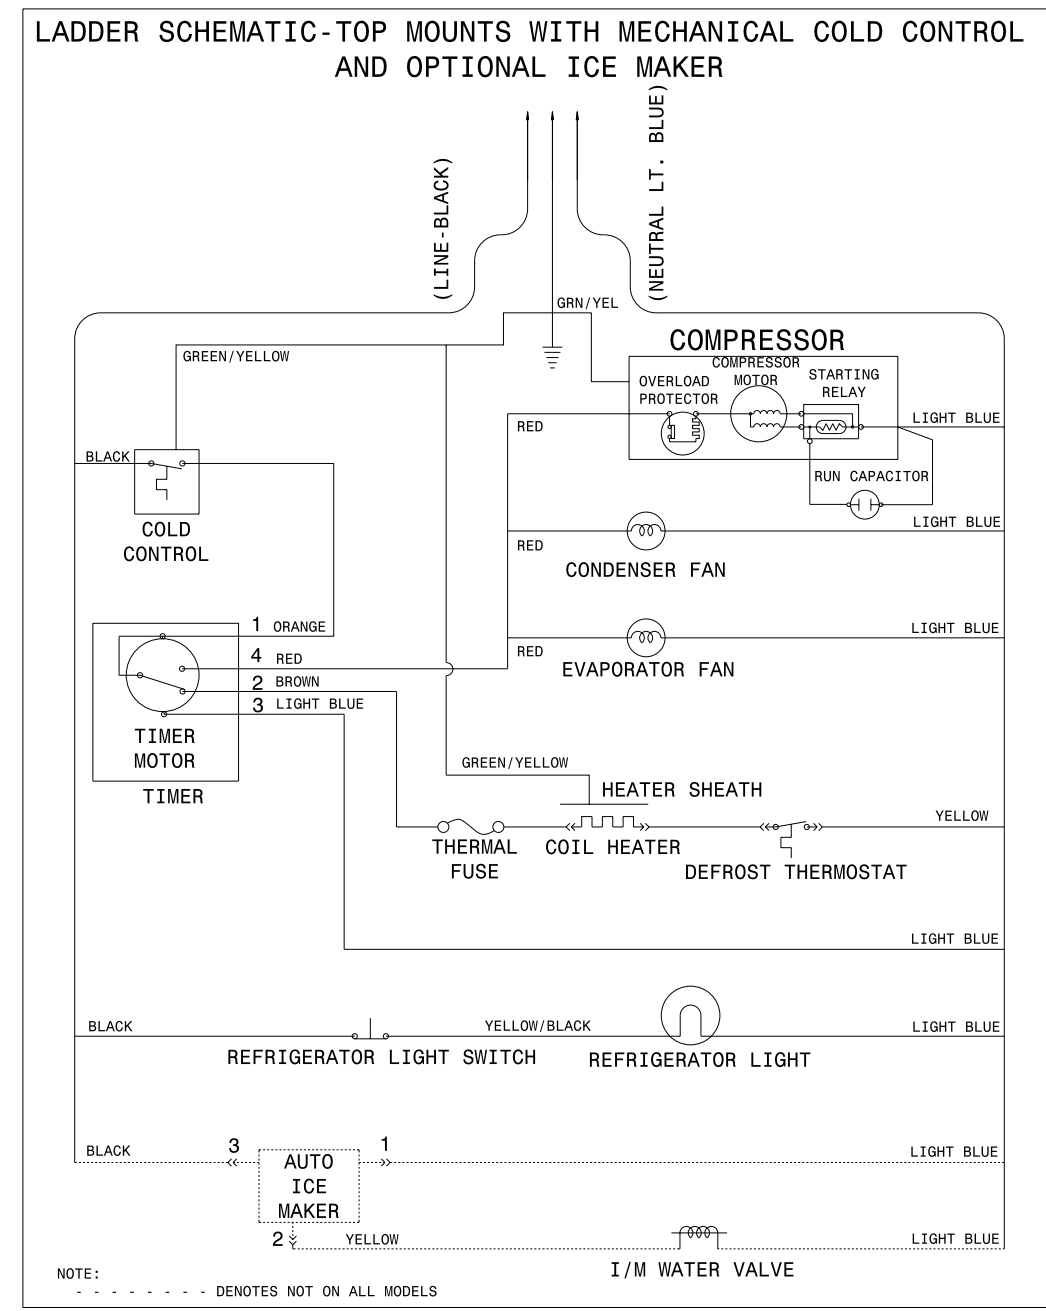 LADDER SCHEMATIC-TOP MOUNTS WITH MECHANICAL COLD CONTROL
AND OPTIONAL ICE MAKER
(LINE-BLACK)
(NEUTRAL LT. BLUE)
GRN/YEL
GREEN/YELLOW
COMPRESSOR
COMPRESSOR
MOTOR
OVERLOAD
PROTECTOR
STARTING
RELAY
RED
LIGHT BLUE
BLACK
RUN CAPACITOR
COLD
CONTROL
RED
LIGHT BLUE
CONDENSER FAN
1 ORANGE
LIGHT BLUE
4 RED
RED
EVAPORATOR FAN
2 BROWN
3 LIGHT BLUE
TIMER
MOTOR
TIMER
GREEN/YELLOW
HEATER SHEATH
YELLOW
THERMAL
FUSE
COIL HEATER
DEFROST THERMOSTAT
LIGHT BLUE
BLACK
YELLOW/BLACK
LIGHT BLUE
REFRIGERATOR LIGHT SWITCH
REFRIGERATOR LIGHT
BLACK
3
1
LIGHT BLUE
AUTO
ICE
MAKER
2
YELLOW
LIGHT BLUE
I/M WATER VALVE
NOTE:
- - - - - - - - DENOTES NOT ON ALL MODELS